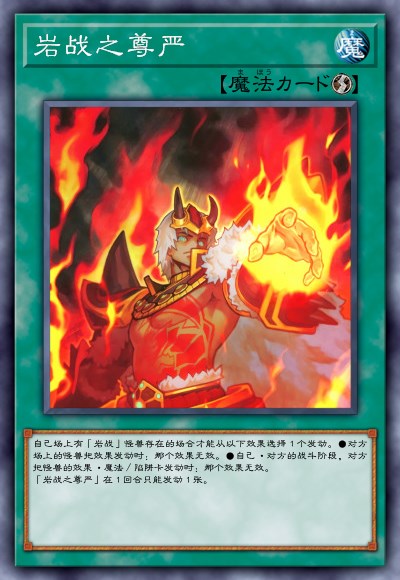 岩战之尊严
魔
【魔法カード】
ま ほう
自己场上有「岩战」怪兽存在的场合才能从以下效果选择1个发动。●对方
场上的怪兽把效果发动时：那个效果无效。●自己·对方的战斗阶段，对方
把怪兽的效果·魔法／陷阱卡发动时：那个效果无效。
「岩战之尊严」在1回合只能发动1张。